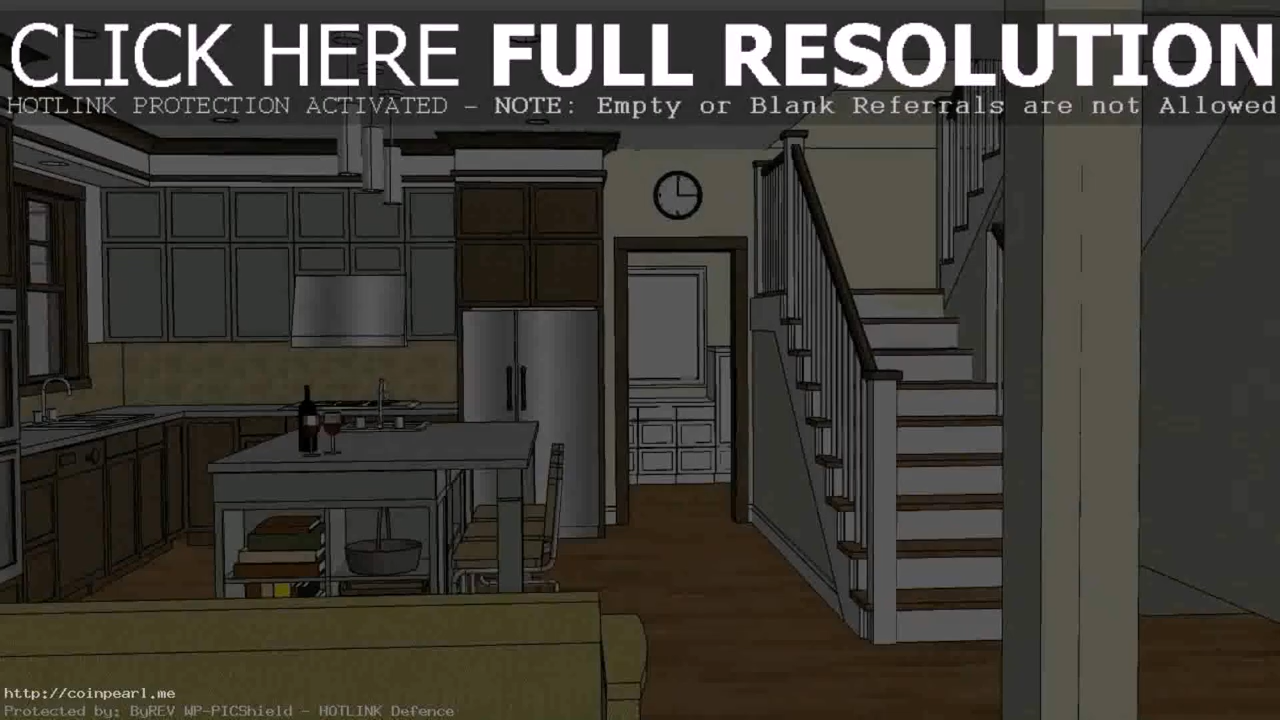 CLICK HERE FULL RESOLUTION
HOTLINK PROTECTION ACTIVATED - NOTE: Empty or Blank Referrals are not Allowed
http://coinpearl.me
Protected by: ByREV WP-PICShield - HOTLINK Defence